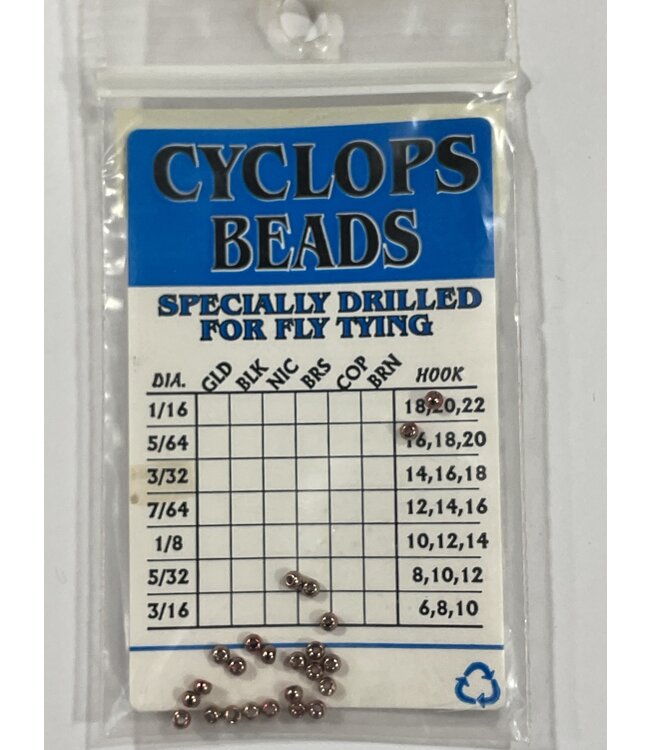 CYCLOPS
BEADS
SPECIALLY DRILLED
FOR FLY TYING
DIA. GLD BLK NIC BRS COP BRN HOOK
1/16 18,20,22
5/64 16,18,20
3/32 14,16,18
7/64 12,14,16
1/8 10,12,14
5/32 8,10,12
3/16 6,8,10